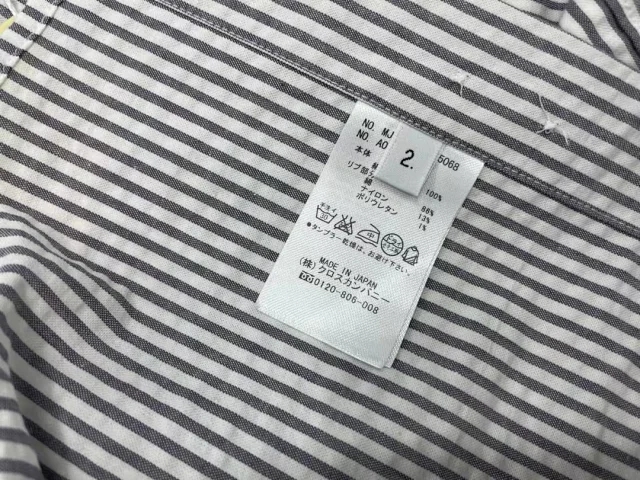 NO. MJ
NO. AO 5068
2.
本体 100%
リブ部分
綿 86%
ナイロン 13%
ポリウレタン 1%
●タンブラー乾燥は、お避け下さい。
MADE IN JAPAN
(株)クロスカンパニー
0120-806-008